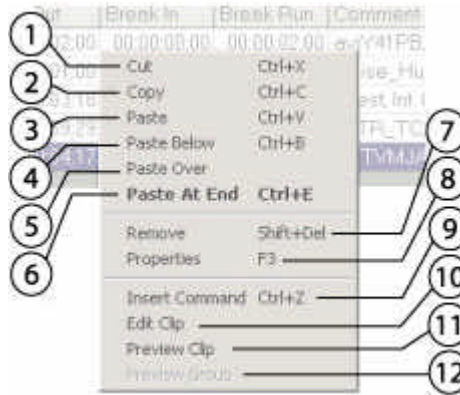 Out Break In Break Run Comment
02:00 00:00:00:00 00:00:02:00
Cut Ctrl+X
Copy Ctrl+C
Paste Ctrl+V
Paste Below Ctrl+B
Paste Over
Paste At End Ctrl+E
Remove Shift+Del
Properties F3
Insert Command Ctrl+Z
Edit Clip
Preview Clip
Preview Group
1
2
3
4
5
6
7
8
9
10
11
12